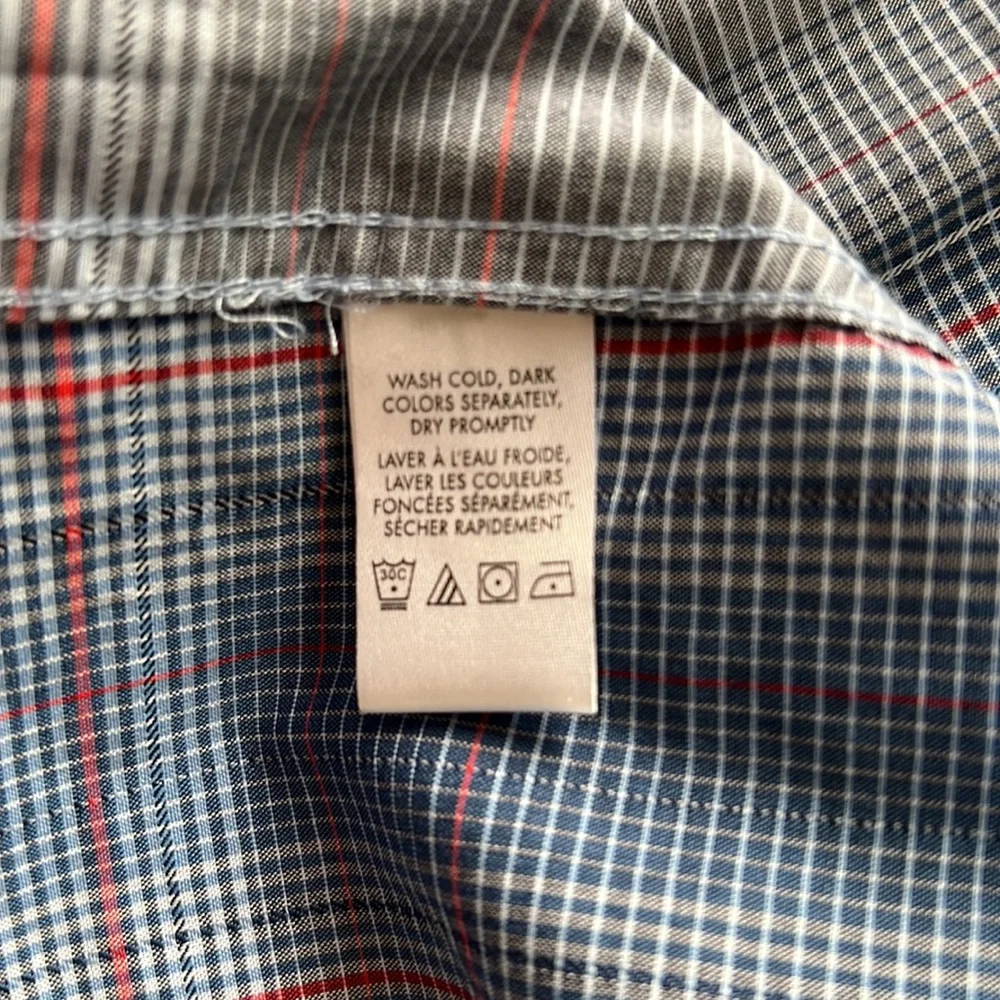 WASH COLD, DARK
COLORS SEPARATELY,
DRY PROMPTLY
LAVER À L'EAU FROIDE,
LAVER LES COULEURS
FONCÉES SÉPARÉMENT,
SÉCHER RAPIDEMENT
30C